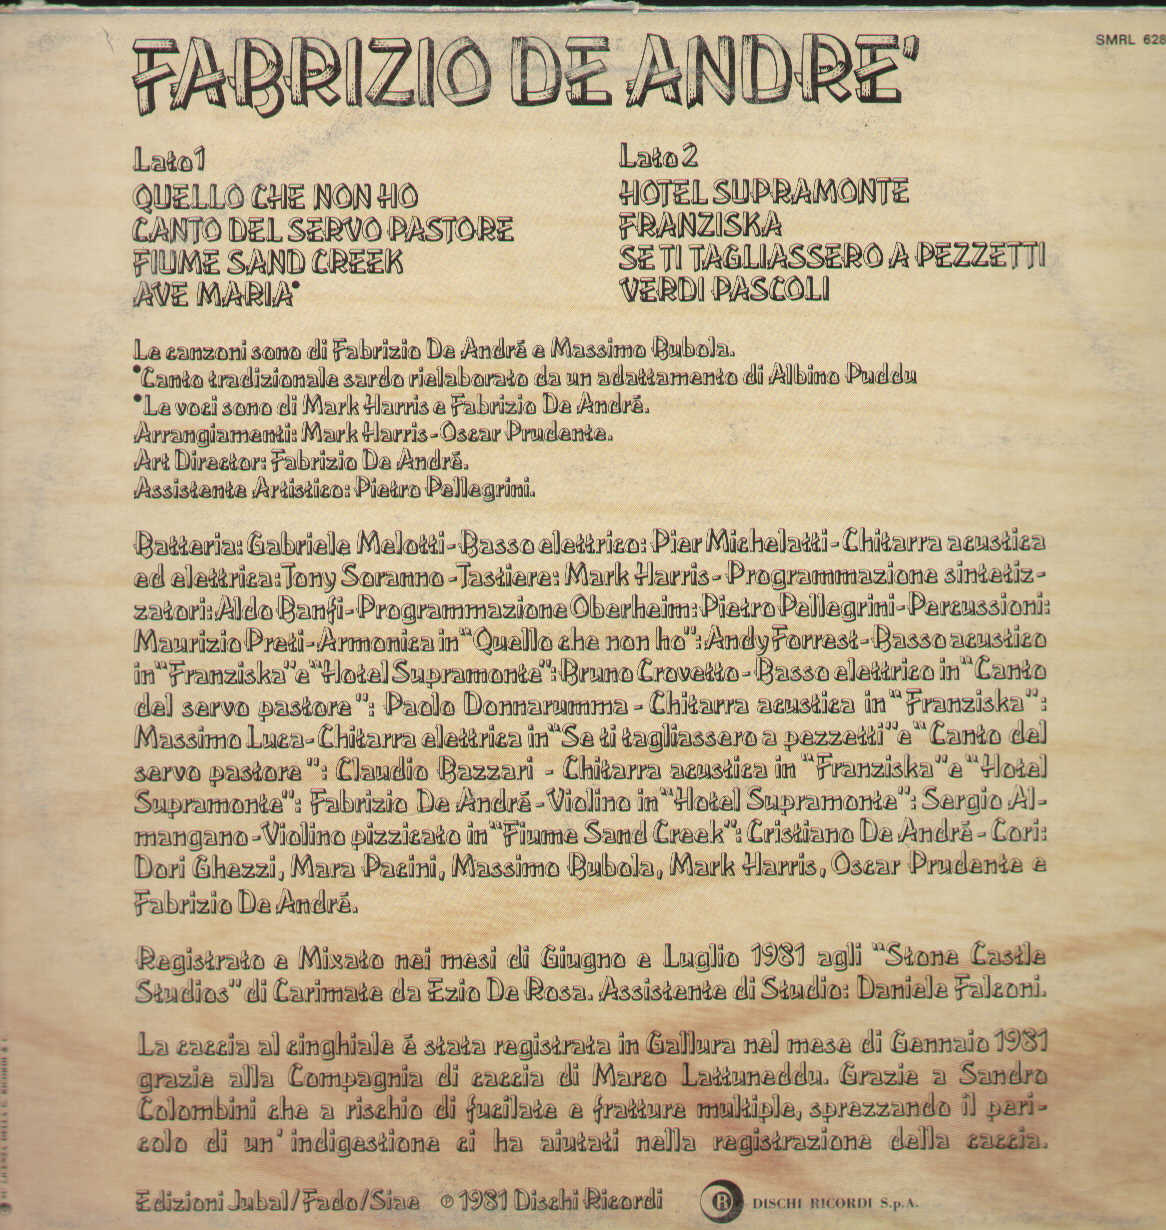 FABRIZIO DE ANDRE'
SMRL 628
Lato 1
QUELLO CHE NON HO
CANTO DEL SERVO PASTORE
FIUME SAND CREEK
AVE MARIA•
Lato 2
HOTEL SUPRAMONTE
FRANZISKA
SE TI TAGLIASSERO A PEZZETTI
VERDI PASCOLI
Le canzoni sono di Fabrizio De André e Massimo Bubola.
•Canto tradizionale sardo rielaborato da un adattamento di Albino Puddu
•Le voci sono di Mark Harris e Fabrizio De André.
Arrangiamenti: Mark Harris - Oscar Prudente.
Art Director: Fabrizio De André.
Assistente Artistico: Pietro Pellegrini.
Batteria: Gabriele Melotti - Basso elettrico: Pier Michelatti - Chitarra acustica
ed elettrica: Tony Soranno - Tastiere: Mark Harris - Programmazione sintetiz-
zatori: Aldo Banfi - Programmazione Oberheim: Pietro Pellegrini - Percussioni:
Maurizio Preti - Armonica in "Quello che non ho": Andy Forrest - Basso acustico
in "Franziska" e "Hotel Supramonte": Bruno Crovetto - Basso elettrico in "Canto
del servo pastore": Paolo Donnarumma - Chitarra acustica in "Franziska":
Massimo Luca - Chitarra elettrica in "Se ti tagliassero a pezzetti" e "Canto del
servo pastore": Claudio Bazzari - Chitarra acustica in "Franziska" e "Hotel
Supramonte": Fabrizio De André - Violino in "Hotel Supramonte": Sergio Al-
mangano - Violino pizzicato in "Fiume Sand Creek": Cristiano De André - Cori:
Dori Ghezzi, Mara Pacini, Massimo Bubola, Mark Harris, Oscar Prudente e
Fabrizio De André.
Registrato e Mixato nei mesi di Giugno e Luglio 1981 agli "Stone Castle
Studios" di Carimate da Ezio De Rosa. Assistente di Studio: Daniele Falconi.
La caccia al cinghiale é stata registrata in Gallura nel mese di Gennaio 1981
grazie alla Compagnia di caccia di Marco Lattuneddu. Grazie a Sandro
Colombini che a rischio di fucilate e fratture multiple, sprezzando il peri-
colo di un' indigestione ci ha aiutati nella registrazione della caccia.
Edizioni Jubal/Fado/Siae ℗ 1981 Dischi Ricordi
R DISCHI RICORDI S.p.A.